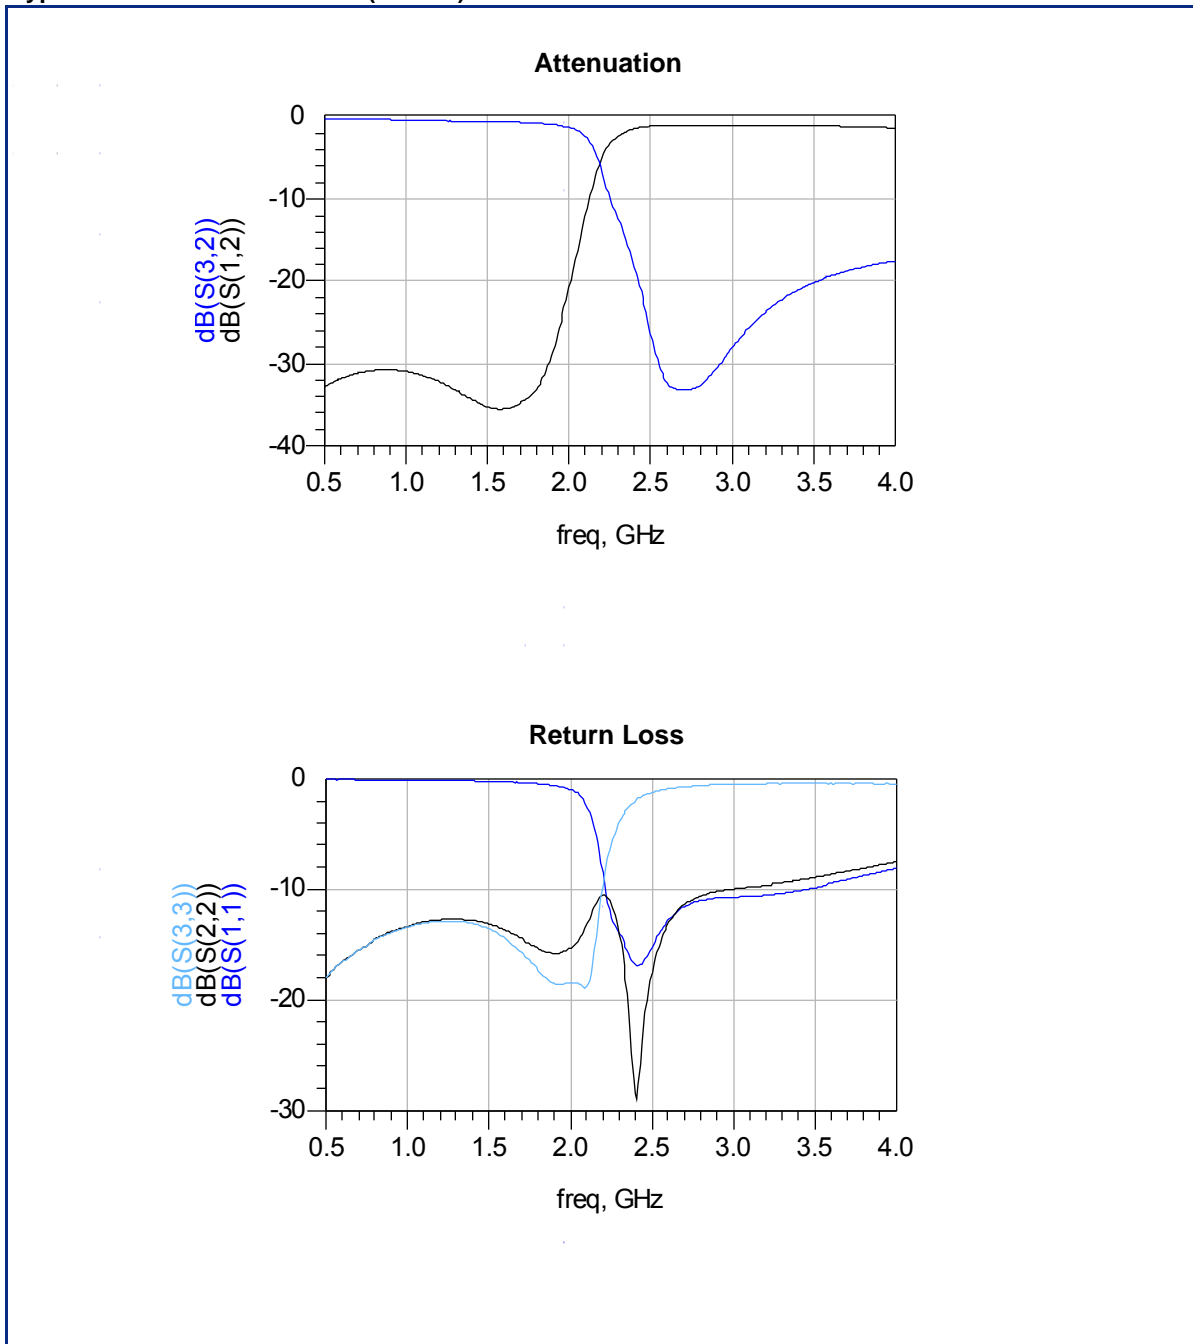 Attenuation
0
-10
-20
-30
-40
dB(S(3,2))
dB(S(1,2))
0.5 1.0 1.5 2.0 2.5 3.0 3.5 4.0
freq, GHz
Return Loss
0
-10
-20
-30
dB(S(3,3))
dB(S(2,2))
dB(S(1,1))
0.5 1.0 1.5 2.0 2.5 3.0 3.5 4.0
freq, GHz